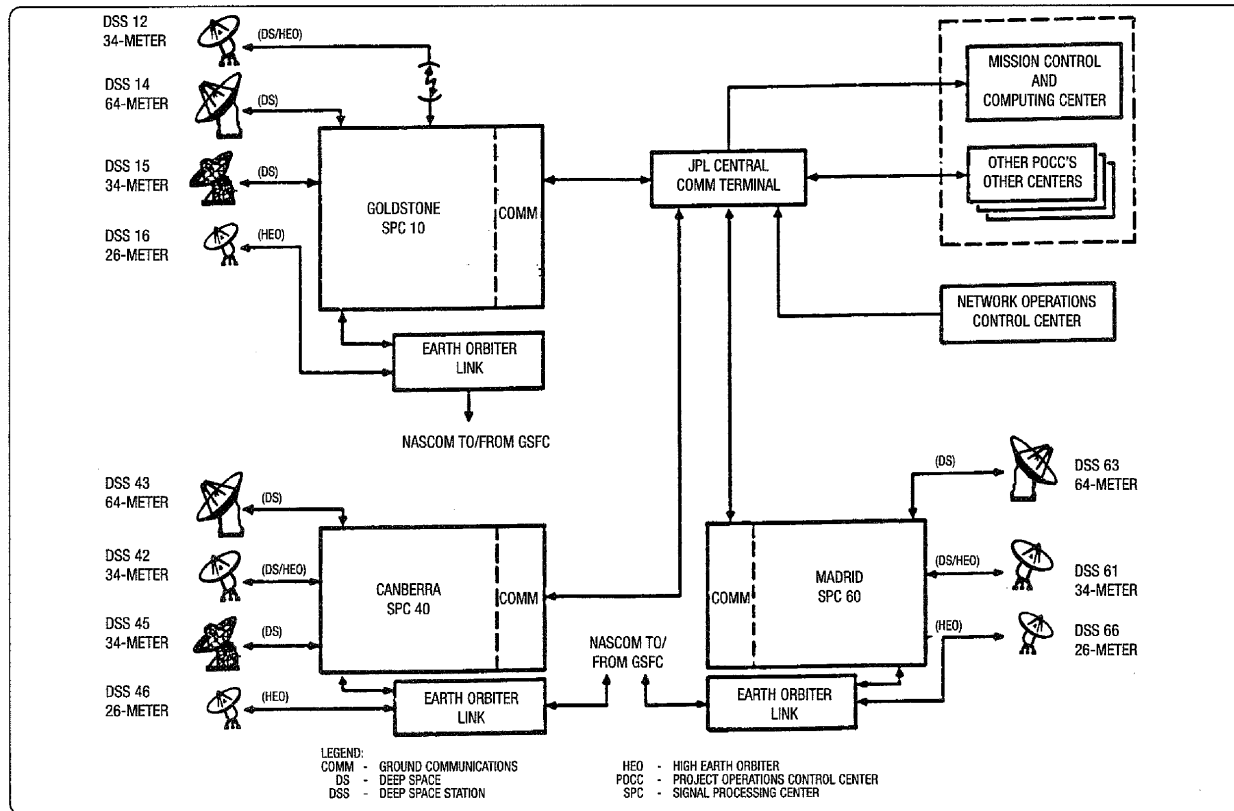 DSS 12
34-METER
(DS/HEO)
DSS 14
64-METER
(DS)
DSS 15
34-METER
(DS)
DSS 16
26-METER
(HEO)
GOLDSTONE
SPC 10
COMM
EARTH ORBITER
LINK
NASCOM TO/FROM GSFC
JPL CENTRAL
COMM TERMINAL
MISSION CONTROL
AND
COMPUTING CENTER
OTHER POCC'S
OTHER CENTERS
NETWORK OPERATIONS
CONTROL CENTER
DSS 43
64-METER
(DS)
DSS 42
34-METER
(DS/HEO)
DSS 45
34-METER
(DS)
DSS 46
26-METER
(HEO)
CANBERRA
SPC 40
COMM
EARTH ORBITER
LINK
NASCOM TO/
FROM GSFC
COMM
MADRID
SPC 60
EARTH ORBITER
LINK
(DS)
DSS 63
64-METER
(DS/HEO)
DSS 61
34-METER
(HEO)
DSS 66
26-METER
LEGEND:
COMM - GROUND COMMUNICATIONS
DS - DEEP SPACE
DSS - DEEP SPACE STATION
HEO - HIGH EARTH ORBITER
POCC - PROJECT OPERATIONS CONTROL CENTER
SPC - SIGNAL PROCESSING CENTER